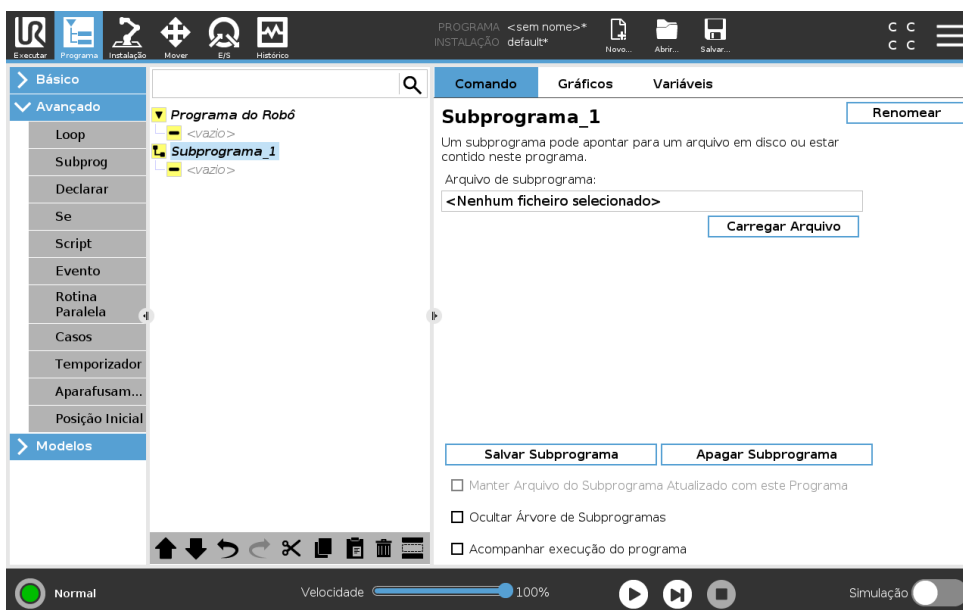 UR
Executar
Programa
Instalação
Mover
E/S
Histórico
PROGRAMA <sem nome>*
INSTALAÇÃO default*
Novo...
Abrir...
Salvar...
C C
C C
Básico
Avançado
Loop
Subprog
Declarar
Se
Script
Evento
Rotina
Paralela
Casos
Temporizador
Aparafusam...
Posição Inicial
Modelos
Programa do Robô
<vazio>
Subprograma_1
<vazio>
Comando
Gráficos
Variáveis
Subprograma_1
Renomear
Um subprograma pode apontar para um arquivo em disco ou estar
contido neste programa.
Arquivo de subprograma:
<Nenhum ficheiro selecionado>
Carregar Arquivo
Salvar Subprograma
Apagar Subprograma
Manter Arquivo do Subprograma Atualizado com este Programa
Ocultar Árvore de Subprogramas
Acompanhar execução do programa
Normal
Velocidade
100%
Simulação